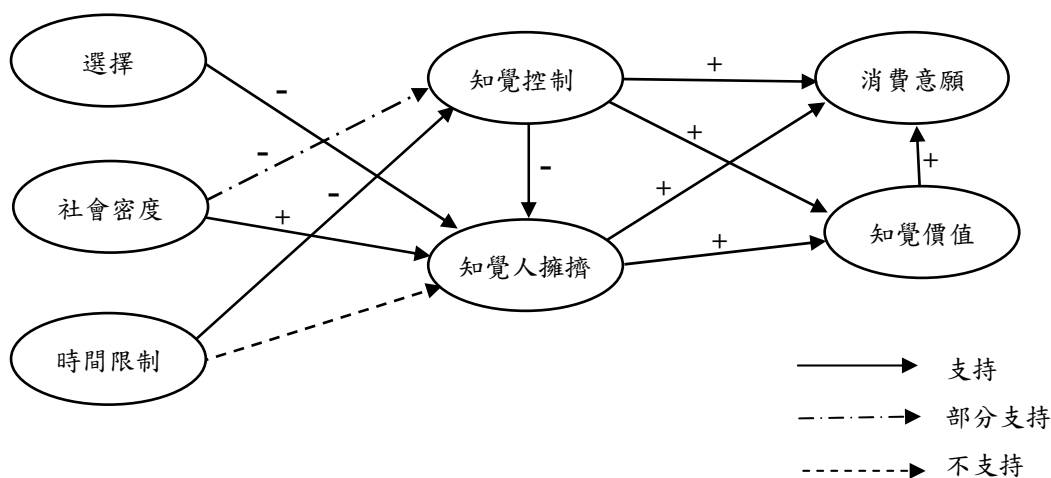 選擇
知覺控制
消費意願
社會密度
知覺人擁擠
知覺價值
時間限制
+
-
-
+
-
-
+
+
+
+
支持
部分支持
不支持